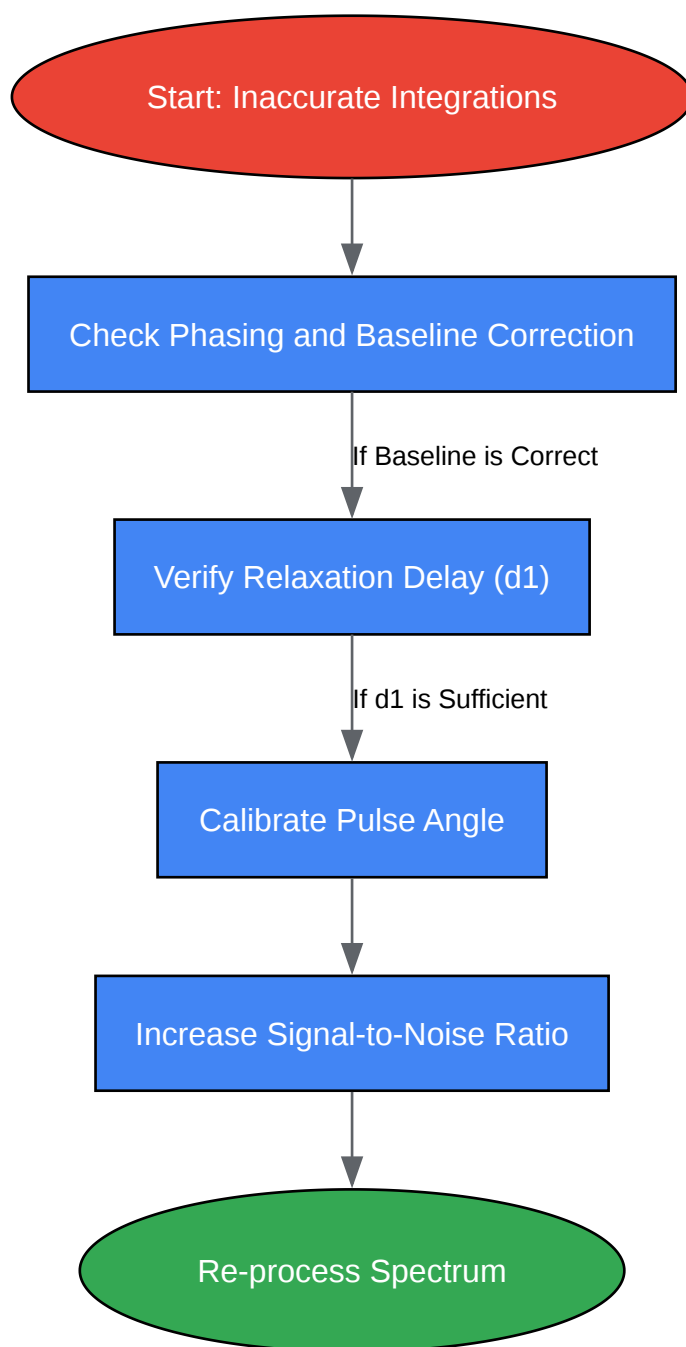 Start: Inaccurate Integrations
Check Phasing and Baseline Correction
If Baseline is Correct
Verify Relaxation Delay (d1)
If d1 is Sufficient
Calibrate Pulse Angle
Increase Signal-to-Noise Ratio
Re-process Spectrum